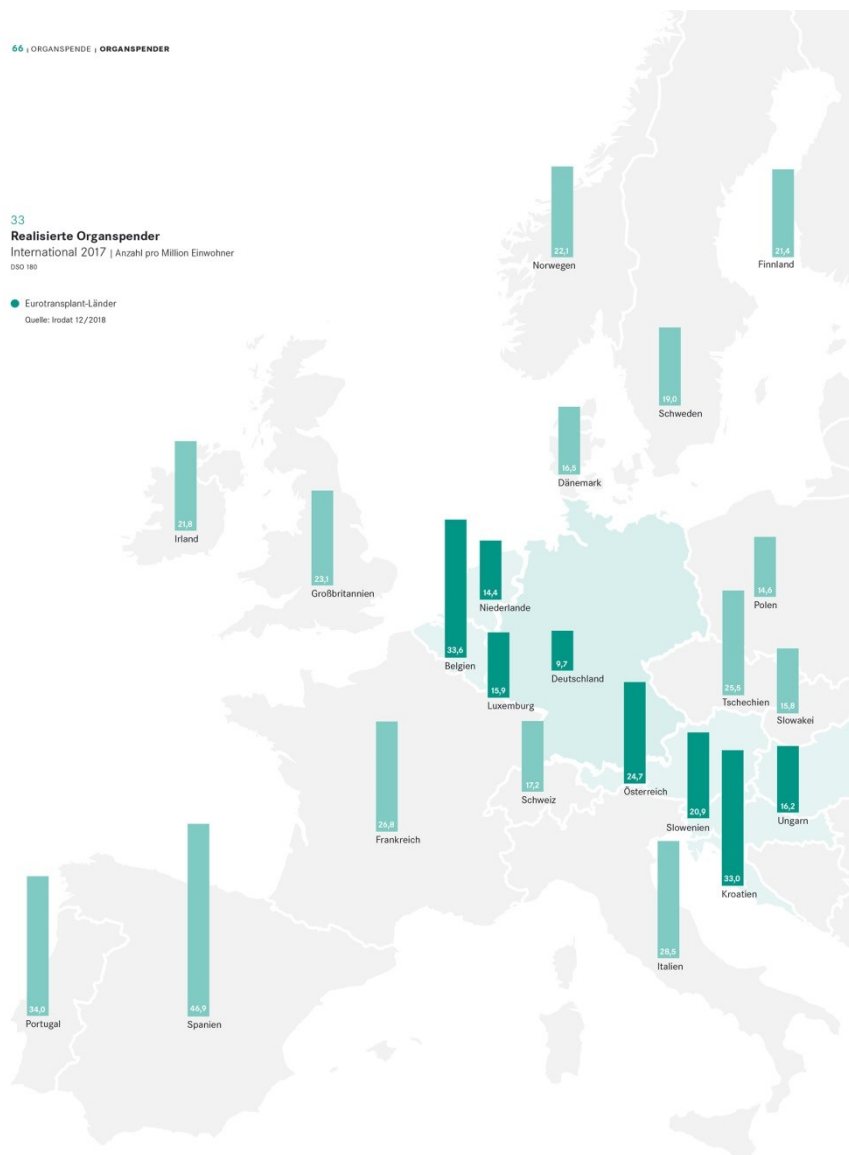 66 | ORGANSPENDE | ORGANSPENDER
33
Realisierte Organspender
International 2017 | Anzahl pro Million Einwohner
DSO 180
Eurotransplant-Länder
Quelle: Irodat 12/2018
22,1
Norwegen
21,4
Finnland
19,0
Schweden
16,5
Dänemark
21,8
Irland
23,1
Großbritannien
14,4
Niederlande
14,6
Polen
33,6
Belgien
9,7
Deutschland
15,9
Luxemburg
25,5
Tschechien
15,8
Slowakei
17,2
Schweiz
24,7
Österreich
20,9
Slowenien
16,2
Ungarn
26,8
Frankreich
33,0
Kroatien
28,5
Italien
34,0
Portugal
46,9
Spanien